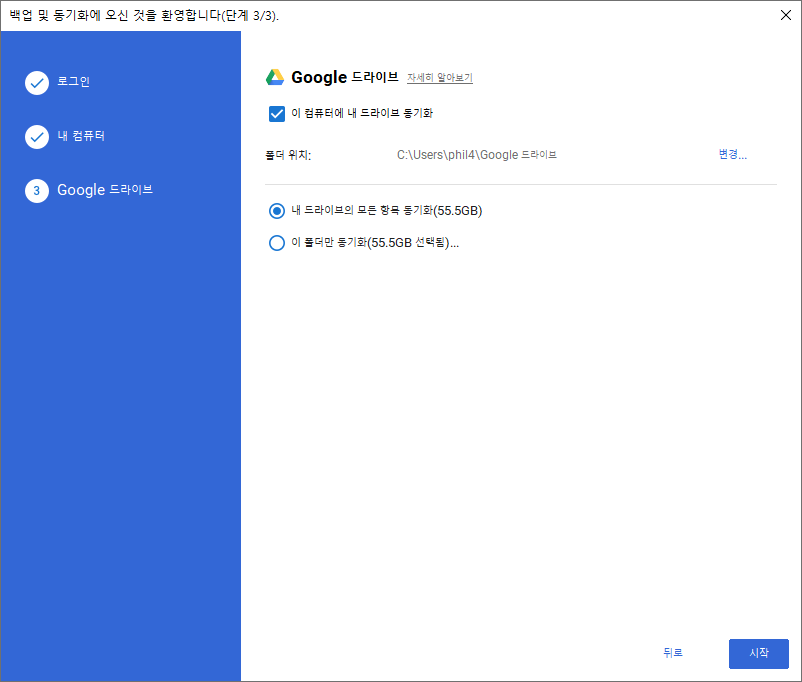 백업 및 동기화에 오신 것을 환영합니다(단계 3/3).
로그인
내 컴퓨터
3 Google 드라이브
Google 드라이브 자세히 알아보기
이 컴퓨터에 내 드라이브 동기화
폴더 위치: C:\Users\phil4\Google 드라이브 변경...
내 드라이브의 모든 항목 동기화(55.5GB)
이 폴더만 동기화(55.5GB 선택됨)...
뒤로 시작